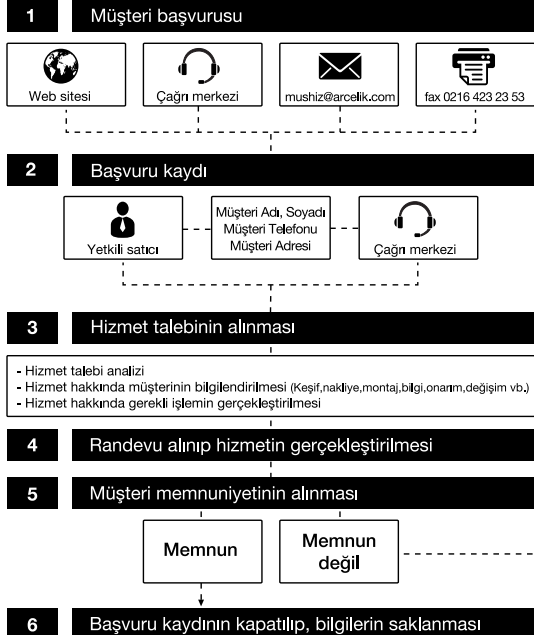 1 Müşteri başvurusu
Web sitesi
Çağrı merkezi
mushiz@arcelik.com
fax 0216 423 23 53
2 Başvuru kaydı
Yetkili satıcı
Müşteri Adı, Soyadı
Müşteri Telefonu
Müşteri Adresi
Çağrı merkezi
3 Hizmet talebinin alınması
- Hizmet talebi analizi
- Hizmet hakkında müşterinin bilgilendirilmesi (Keşif,nakliye,montaj,bilgi,onarım,değişim vb.)
- Hizmet hakkında gerekli işlemin gerçekleştirilmesi
4 Randevu alınıp hizmetin gerçekleştirilmesi
5 Müşteri memnuniyetinin alınması
Memnun
Memnun
değil
6 Başvuru kaydının kapatılıp, bilgilerin saklanması